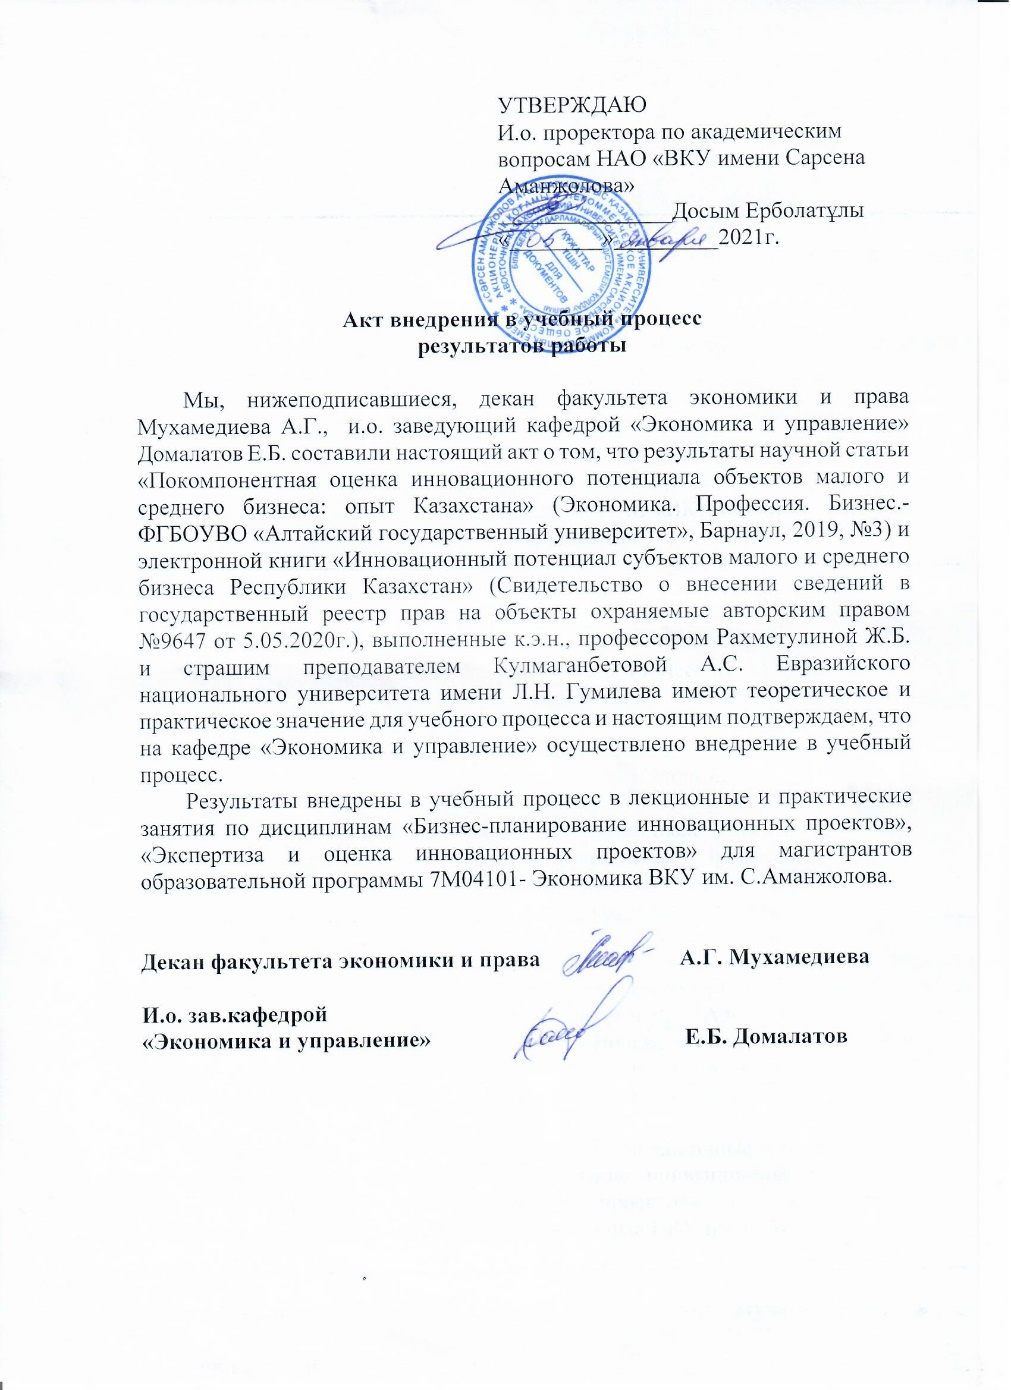 УТВЕРЖДАЮ
И.о. проректора по академическим
вопросам НАО «ВКУ имени Сарсена
Аманжолова»
Досым Ерболатұлы
« 06 » января 2021г.
ҚҰЖАТТАР
ҮШІН
ДЛЯ
ДОКУМЕНТОВ
Акт внедрения в учебный процесс
результатов работы
Мы, нижеподписавшиеся, декан факультета экономики и права
Мухамедиева А.Г., и.о. заведующий кафедрой «Экономика и управление»
Домалатов Е.Б. составили настоящий акт о том, что результаты научной статьи
«Покомпонентная оценка инновационного потенциала объектов малого и
среднего бизнеса: опыт Казахстана» (Экономика. Профессия. Бизнес.-
ФГБОУВО «Алтайский государственный университет», Барнаул, 2019, №3) и
электронной книги «Инновационный потенциал субъектов малого и среднего
бизнеса Республики Казахстан» (Свидетельство о внесении сведений в
государственный реестр прав на объекты охраняемые авторским правом
№9647 от 5.05.2020г.), выполненные к.э.н., профессором Рахметулиной Ж.Б.
и страшим преподавателем Кулмаганбетовой А.С. Евразийского
национального университета имени Л.Н. Гумилева имеют теоретическое и
практическое значение для учебного процесса и настоящим подтверждаем, что
на кафедре «Экономика и управление» осуществлено внедрение в учебный
процесс.
Результаты внедрены в учебный процесс в лекционные и практические
занятия по дисциплинам «Бизнес-планирование инновационных проектов»,
«Экспертиза и оценка инновационных проектов» для магистрантов
образовательной программы 7М04101- Экономика ВКУ им. С.Аманжолова.
Декан факультета экономики и права А.Г. Мухамедиева
И.о. зав.кафедрой
«Экономика и управление» Е.Б. Домалатов